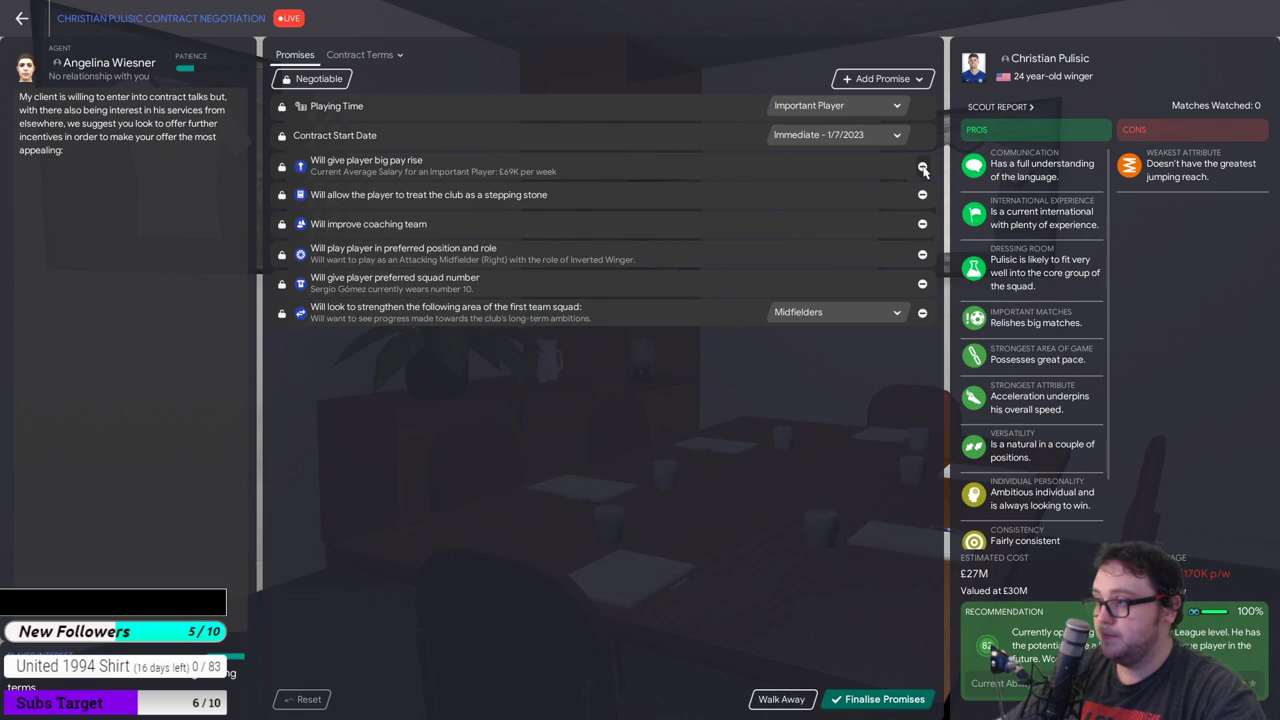 CHRISTIAN PULISIC CONTRACT NEGOTIATION
LIVE
AGENT
Angelina Wiesner
No relationship with you
PATIENCE
My client is willing to enter into contract talks but,
with there also being interest in his services from
elsewhere, we suggest you look to offer further
incentives in order to make your offer the most
appealing:
Promises
Contract Terms
Negotiable
Add Promise
Playing Time
Important Player
Contract Start Date
Immediate - 1/7/2023
Will give player big pay rise
Current Average Salary for an Important Player: £69K per week
Will allow the player to treat the club as a stepping stone
Will improve coaching team
Will play player in preferred position and role
Will want to play as an Attacking Midfielder (Right) with the role of Inverted Winger.
Will give player preferred squad number
Sergio Gómez currently wears number 10.
Will look to strengthen the following area of the first team squad:
Will want to see progress made towards the club's long-term ambitions.
Midfielders
Reset
Walk Away
Finalise Promises
Christian Pulisic
24 year-old winger
SCOUT REPORT
Matches Watched: 0
PROS
CONS
COMMUNICATION
Has a full understanding
of the language.
INTERNATIONAL EXPERIENCE
Is a current international
with plenty of experience.
DRESSING ROOM
Pulisic is likely to fit very
well into the core group of
the squad.
IMPORTANT MATCHES
Relishes big matches.
STRONGEST AREA OF GAME
Possesses great pace.
STRONGEST ATTRIBUTE
Acceleration underpins
his overall speed.
VERSATILITY
Is a natural in a couple of
positions.
INDIVIDUAL PERSONALITY
Ambitious individual and
is always looking to win.
CONSISTENCY
Fairly consistent
WEAKEST ATTRIBUTE
Doesn't have the greatest
jumping reach.
ESTIMATED COST
£27M
Valued at £30M
170K p/w
RECOMMENDATION
100%
82
Currently
League level. He has
the potential
player in the
future.
Current
New Followers
5 / 10
United 1994 Shirt (16 days left) 0 / 83
terms.
Subs Target
6 / 10